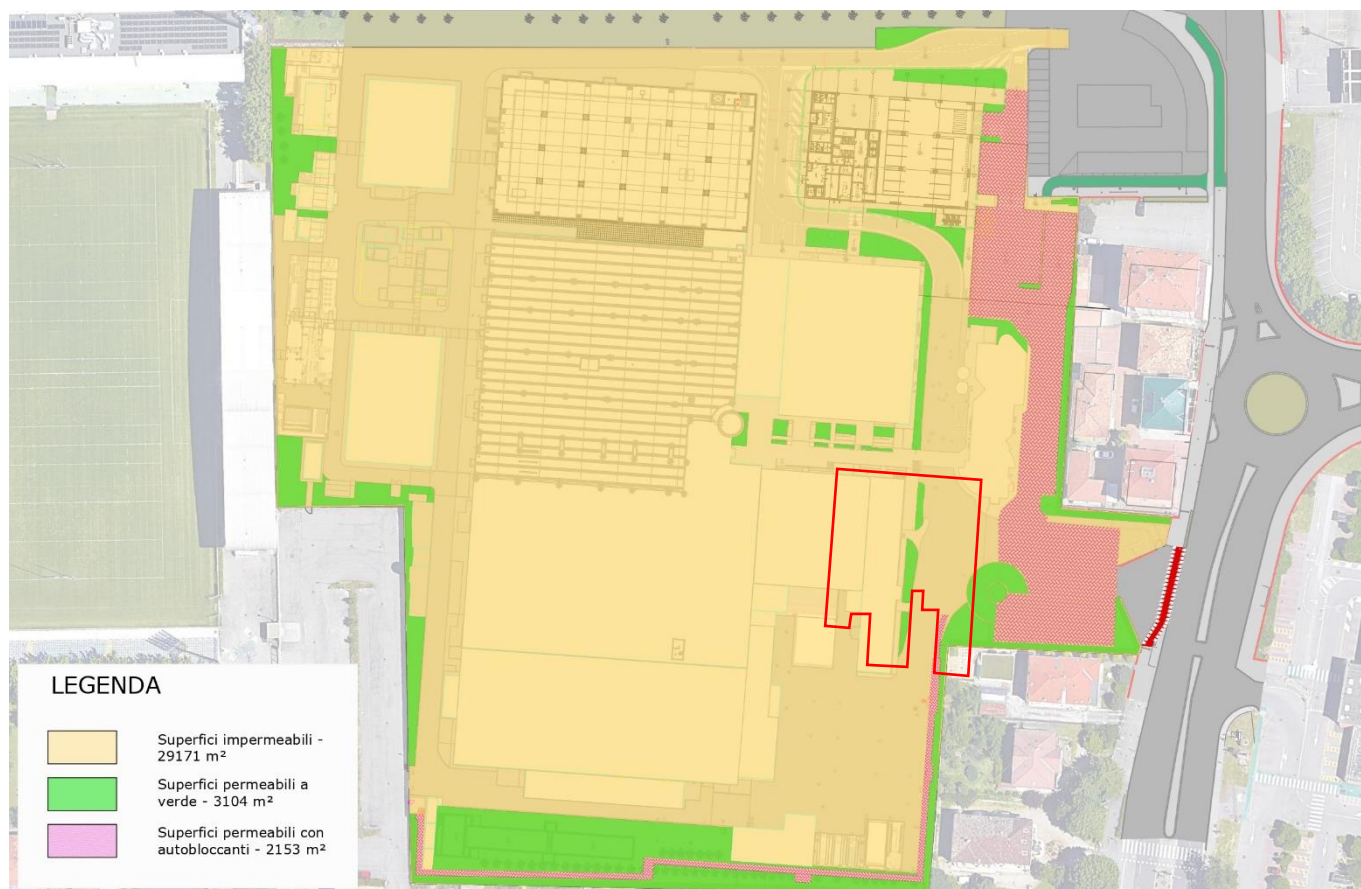 LEGENDA
Superfici impermeabili -
29171 m²
Superfici permeabili a
verde - 3104 m²
Superfici permeabili con
autobloccanti - 2153 m²